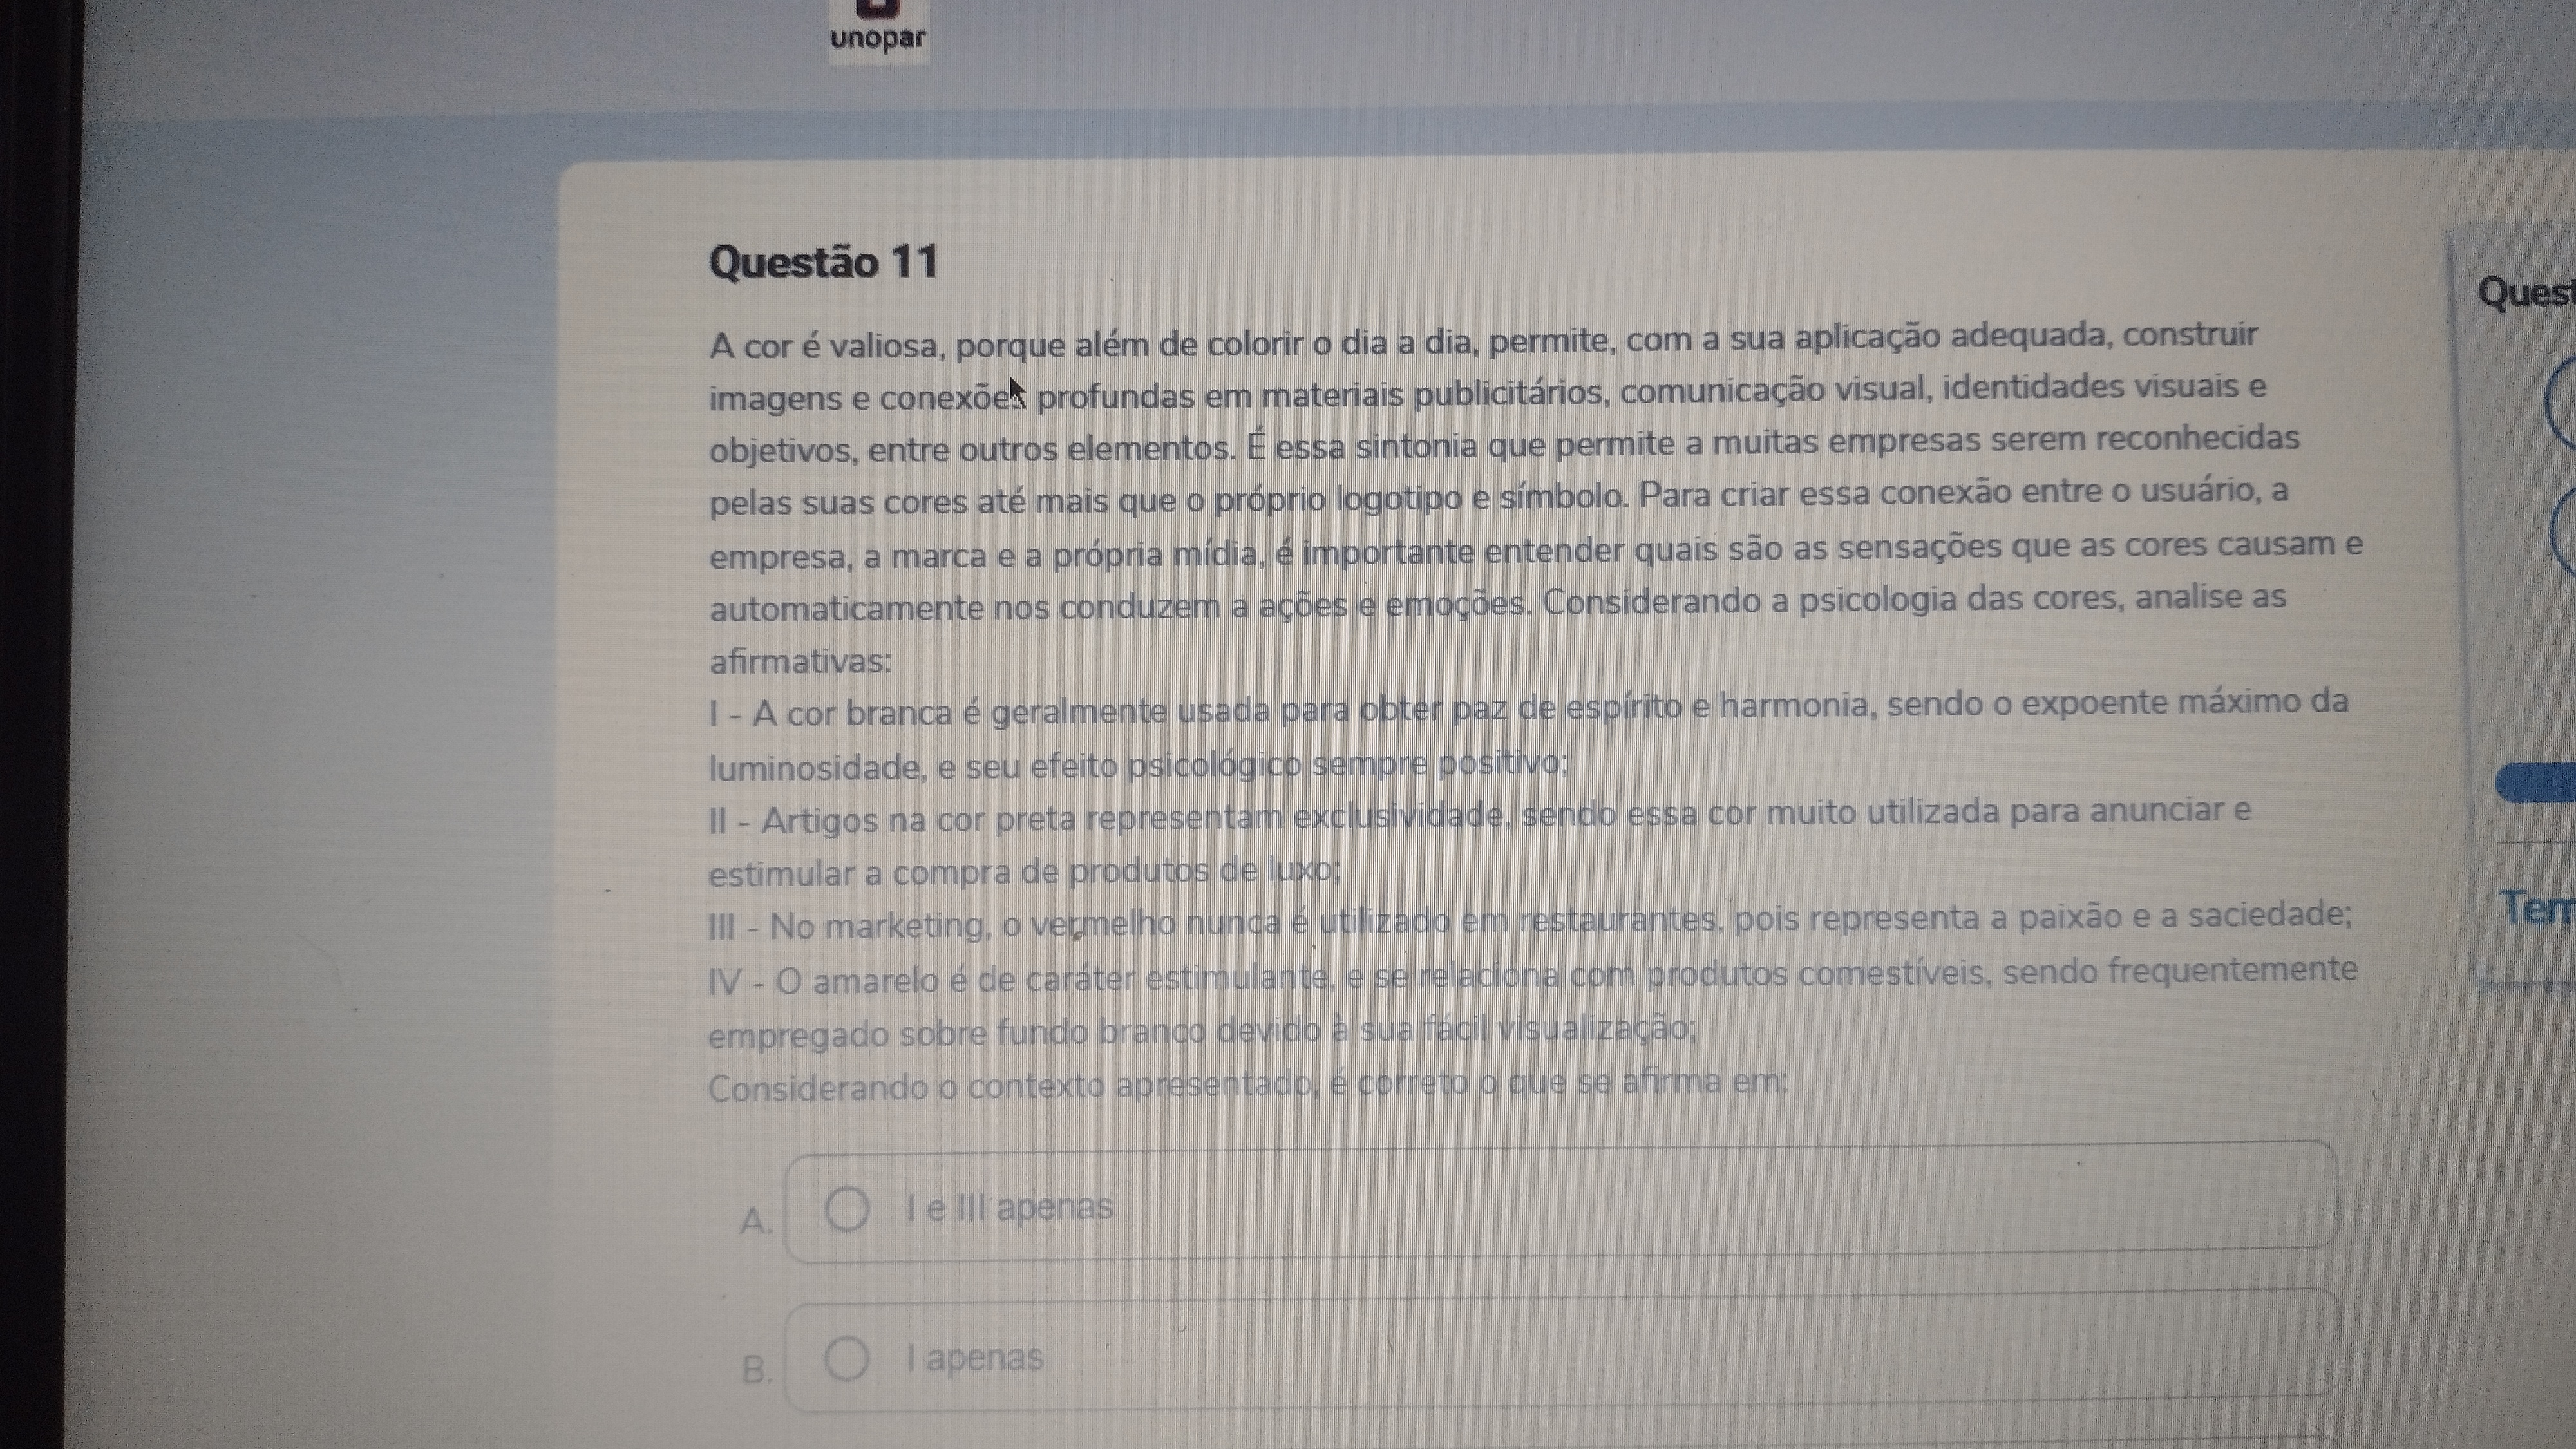 unopar
Questão 11
A cor é valiosa, porque além de colorir o dia a dia, permite, com a sua aplicação adequada, construir
imagens e conexões profundas em materiais publicitários, comunicação visual, identidades visuais e
objetivos, entre outros elementos. É essa sintonia que permite a muitas empresas serem reconhecidas
pelas suas cores até mais que o próprio logotipo e símbolo. Para criar essa conexão entre o usuário, a
empresa, a marca e a própria mídia, é importante entender quais são as sensações que as cores causam e
automaticamente nos conduzem a ações e emoções. Considerando a psicologia das cores, analise as
afirmativas:
I - A cor branca é geralmente usada para obter paz de espírito e harmonia, sendo o expoente máximo da
luminosidade, e seu efeito psicológico sempre positivo;
II - Artigos na cor preta representam exclusividade, sendo essa cor muito utilizada para anunciar e
estimular a compra de produtos de luxo;
III - No marketing, o vermelho nunca é utilizado em restaurantes, pois representa a paixão e a saciedade;
IV - O amarelo é de caráter estimulante, e se relaciona com produtos comestíveis, sendo frequentemente
empregado sobre fundo branco devido à sua fácil visualização;
Considerando o contexto apresentado, é correto o que se afirma em:
A. I e III apenas
B. I apenas
Quest
Tem